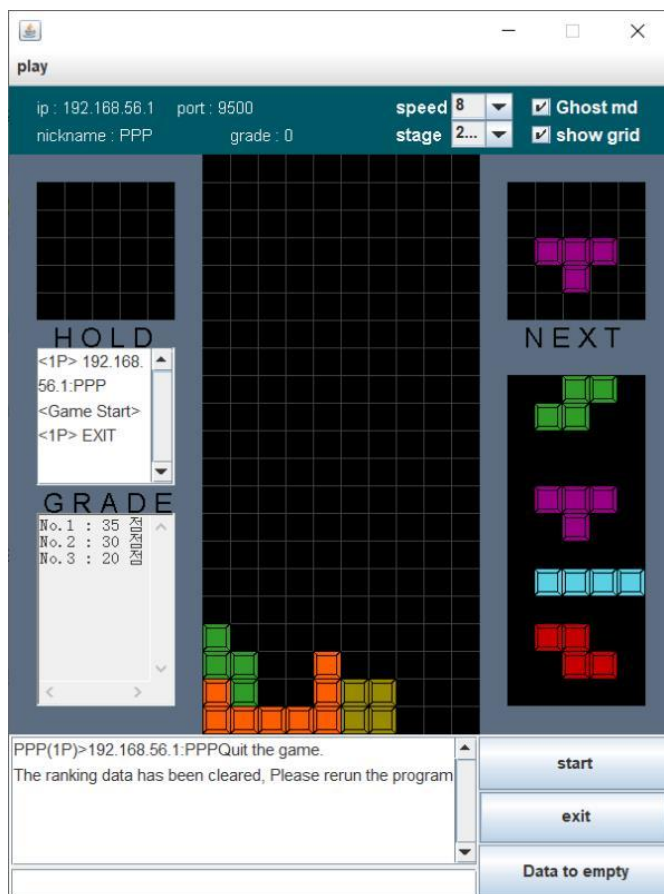 play
ip : 192.168.56.1 port : 9500 speed 8 Ghost md
nickname : PPP grade : 0 stage 2... show grid
HOLD
NEXT
<1P> 192.168.
56.1:PPP
<Game Start>
<1P> EXIT
GRADE
No.1 : 35 점
No.2 : 30 점
No.3 : 20 점
PPP(1P)>192.168.56.1:PPPQuit the game.
The ranking data has been cleared, Please rerun the program
start
exit
Data to empty